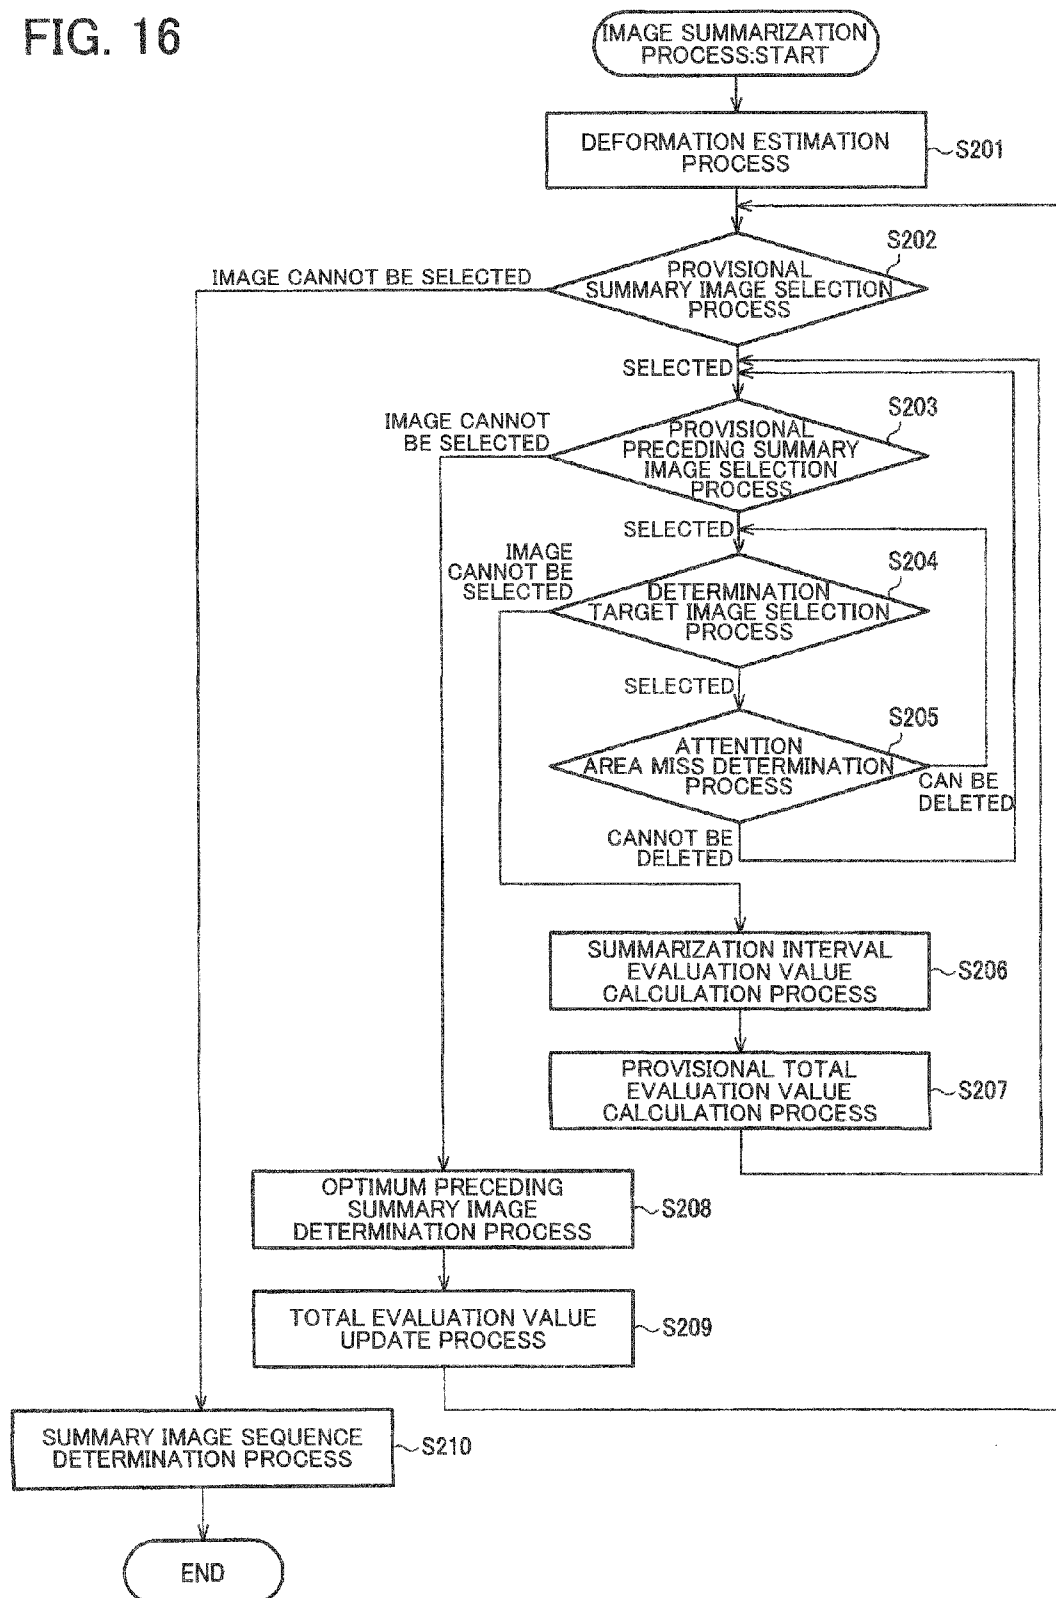 FIG. 16
IMAGE SUMMARIZATION
PROCESS:START
DEFORMATION ESTIMATION
PROCESS
S201
S202
IMAGE CANNOT BE SELECTED
PROVISIONAL
SUMMARY IMAGE SELECTION
PROCESS
SELECTED
S203
IMAGE CANNOT
BE SELECTED
PROVISIONAL
PRECEDING SUMMARY
IMAGE SELECTION
PROCESS
SELECTED
IMAGE
CANNOT BE
SELECTED
S204
DETERMINATION
TARGET IMAGE SELECTION
PROCESS
SELECTED
S205
ATTENTION
AREA MISS DETERMINATION
PROCESS
CAN BE
DELETED
CANNOT BE
DELETED
SUMMARIZATION INTERVAL
EVALUATION VALUE
CALCULATION PROCESS
S206
PROVISIONAL TOTAL
EVALUATION VALUE
CALCULATION PROCESS
S207
OPTIMUM PRECEDING
SUMMARY IMAGE
DETERMINATION PROCESS
S208
TOTAL EVALUATION VALUE
UPDATE PROCESS
S209
SUMMARY IMAGE SEQUENCE
DETERMINATION PROCESS
S210
END